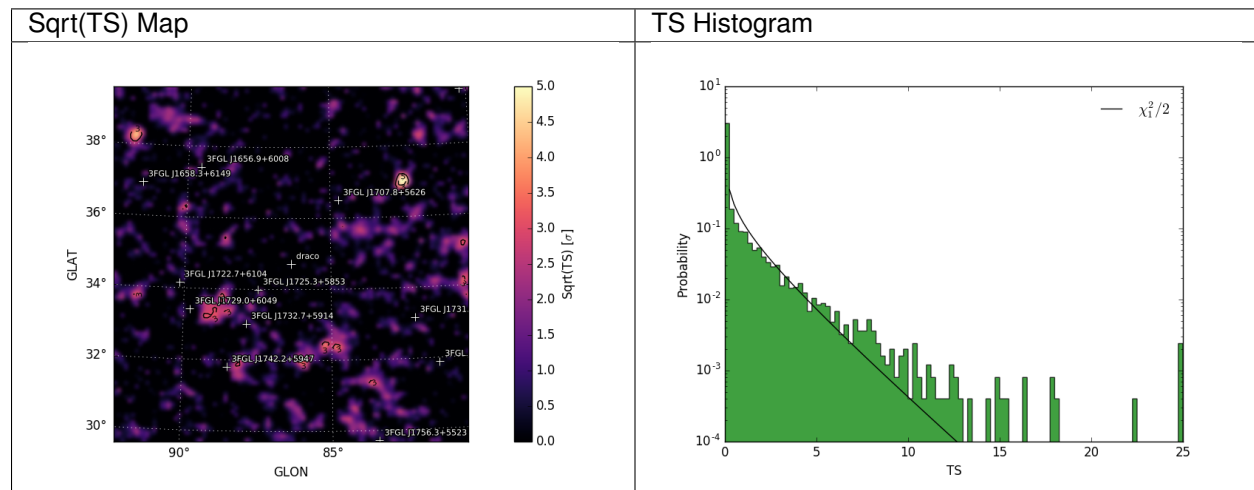 Sqrt(TS) Map
TS Histogram
38°
36°
34°
32°
30°
GLAT
90°
85°
GLON
3FGL J1656.9+6008
3FGL J1658.3+6149
3FGL J1707.8+5626
draco
3FGL J1722.7+6104
3FGL J1725.3+5853
3FGL J1729.0+6049
3FGL J1732.7+5914
3FGL J1731
3FGL
3FGL J1742.2+5947
3FGL J1756.3+5523
5.0
4.5
4.0
3.5
3.0
2.5
2.0
1.5
1.0
0.5
0.0
Sqrt(TS) [σ]
10¹
10⁰
10⁻¹
10⁻²
10⁻³
10⁻⁴
Probability
χ₁²/2
0 5 10 15 20 25
TS